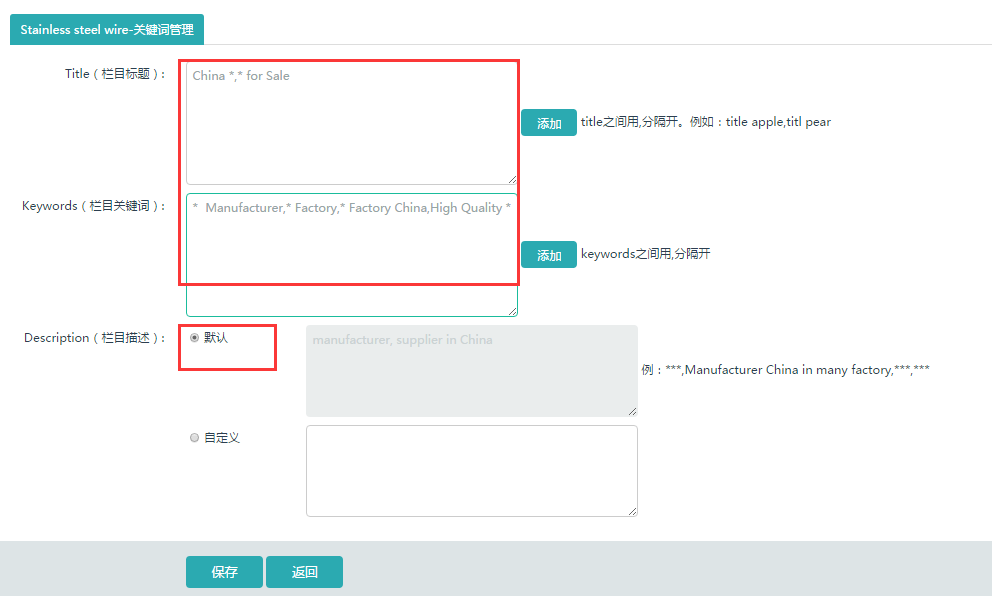 Stainless steel wire-关键词管理
Title ( 栏目标题 ) :
China *,* for Sale
添加
title之间用,分隔开。例如：title apple,titl pear
Keywords ( 栏目关键词 ) :
* Manufacturer,* Factory,* Factory China,High Quality *
添加
keywords之间用,分隔开
Description ( 栏目描述 ) :
默认
manufacturer, supplier in China
例：***,Manufacturer China in many factory,***,***
自定义
保存
返回